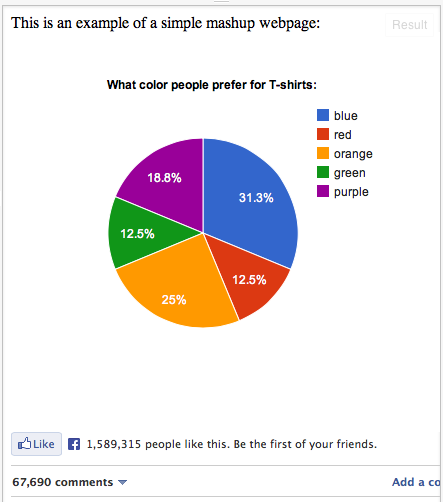 This is an example of a simple mashup webpage:
Result
What color people prefer for T-shirts:
blue
red
orange
green
purple
18.8%
31.3%
12.5%
12.5%
25%
Like
1,589,315 people like this. Be the first of your friends.
67,690 comments
Add a co